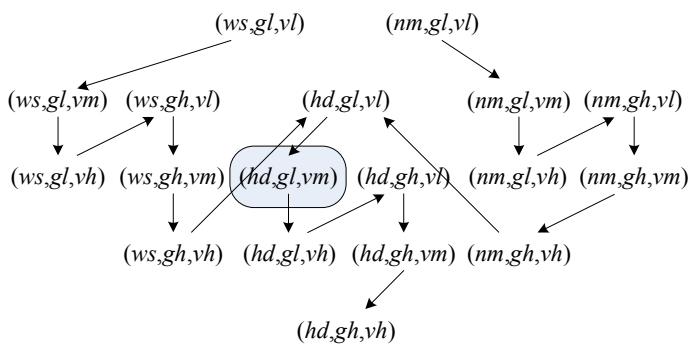 (ws,gl,vl) (nm,gl,vl)
(ws,gl,vm) (ws,gh,vl) (hd,gl,vl) (nm,gl,vm) (nm,gh,vl)
(ws,gl,vh) (ws,gh,vm) (hd,gl,vm) (hd,gh,vl) (nm,gl,vh) (nm,gh,vm)
(ws,gh,vh) (hd,gl,vh) (hd,gh,vm) (nm,gh,vh)
(hd,gh,vh)